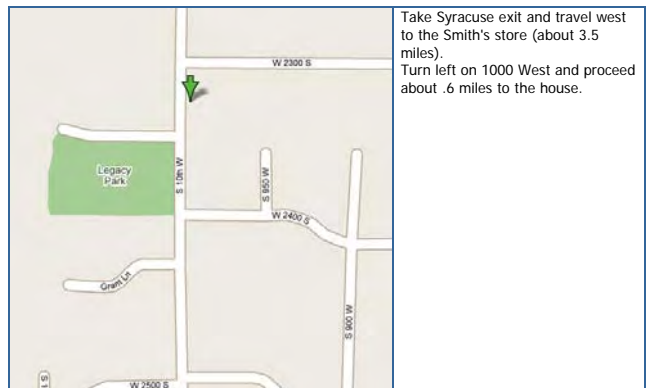 Take Syracuse exit and travel west
to the Smith's store (about 3.5
miles).
Turn left on 1000 West and proceed
about .6 miles to the house.
W 2300 S
Legacy
Park
S 10th W
S 950 W
W 2400 S
Grant Ln
S 900 W
W 2500 S